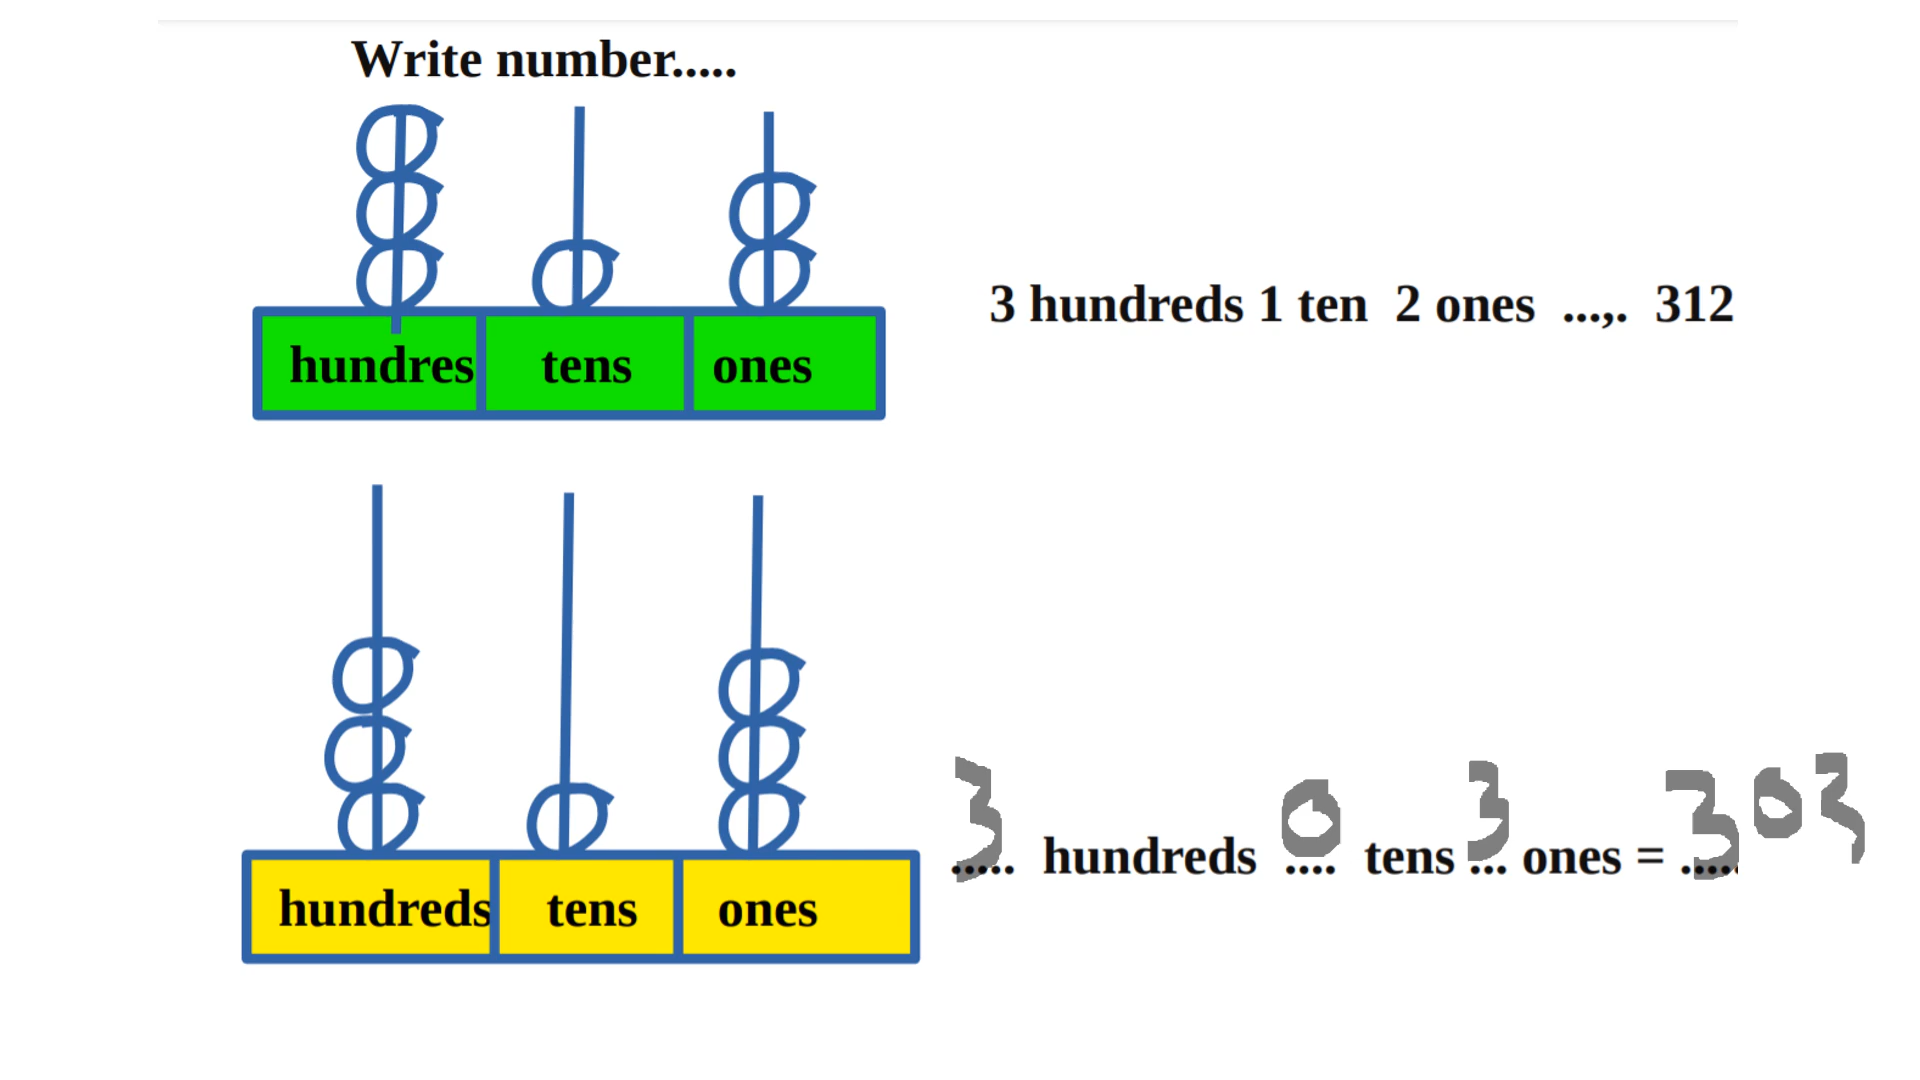 Write number.....
hundres tens ones
3 hundreds 1 ten 2 ones ...,. 312
3 0 3 303
..... hundreds .... tens ... ones = .....
hundreds tens ones